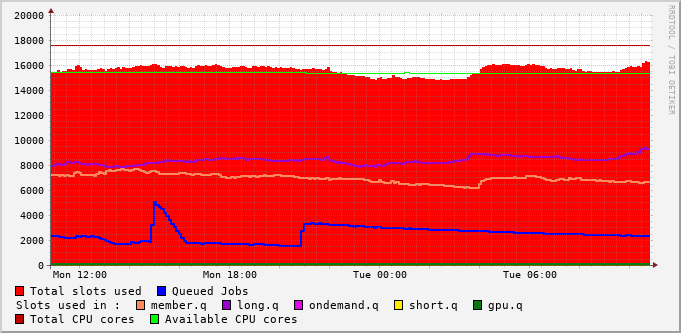 20000
18000
16000
14000
12000
10000
8000
6000
4000
2000
0
Mon 12:00 Mon 18:00 Tue 00:00 Tue 06:00
RRDTOOL / TOBI OETIKER
Total slots used Queued Jobs
Slots used in : member.q long.q ondemand.q short.q gpu.q
Total CPU cores Available CPU cores